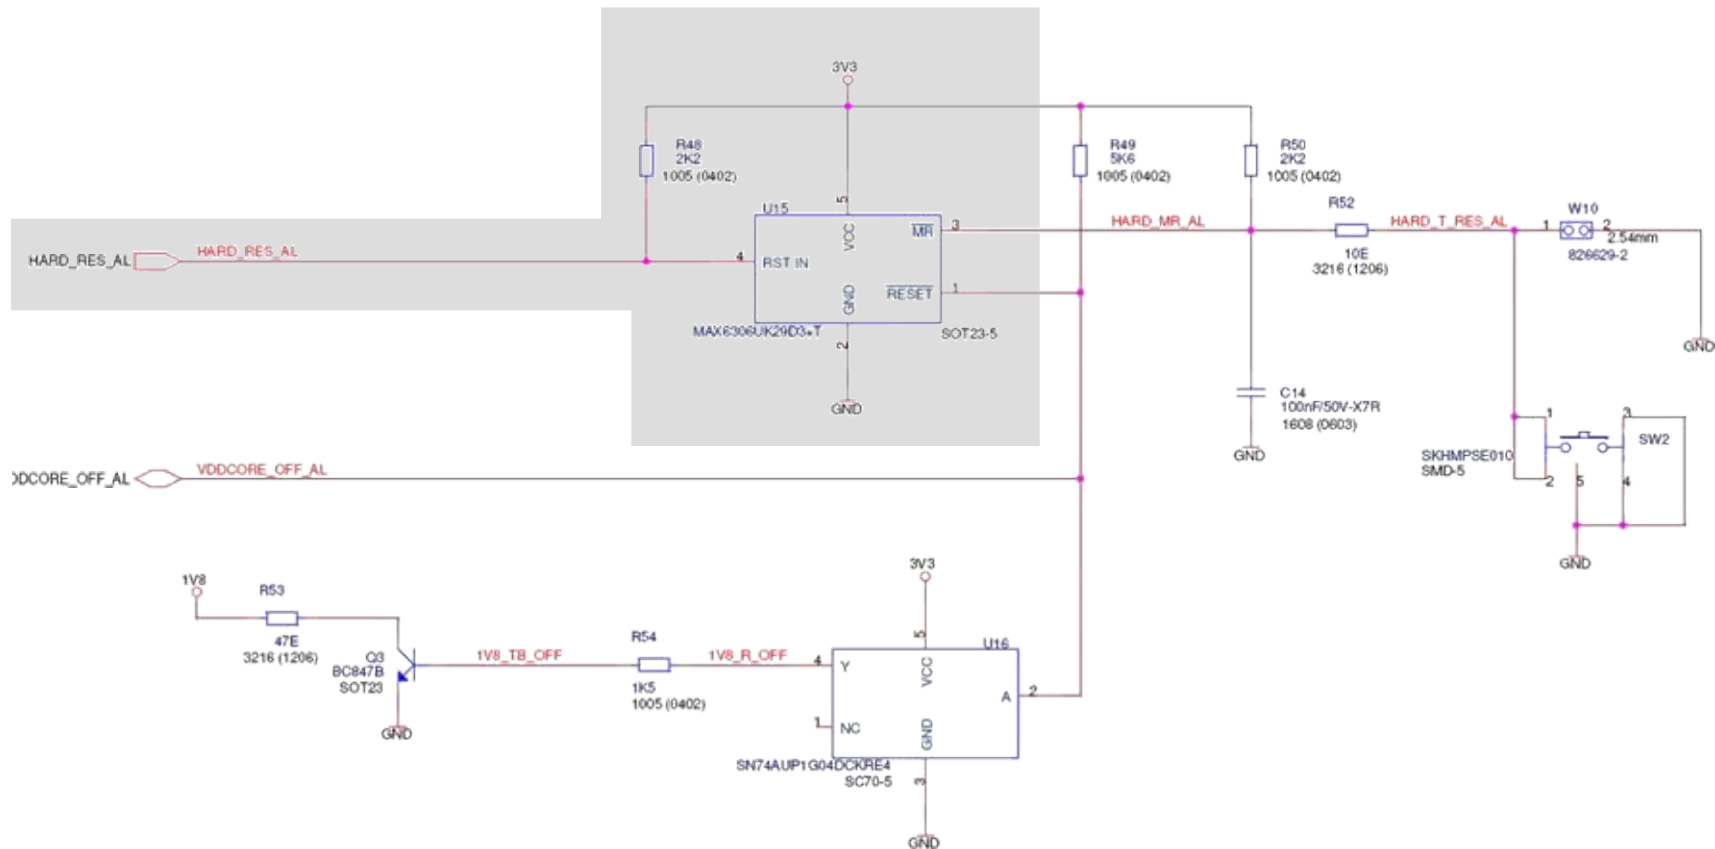 3V3
R48
2K2
1005 (0402)
R49
5K6
1005 (0402)
R50
2K2
1005 (0402)
U15
5
VCC
MR
3
HARD_MR_AL
R52
10E
3216 (1206)
HARD_T_RES_AL
W10
1
2
2.54mm
826629-2
GND
HARD_RES_AL
HARD_RES_AL
4
RST IN
GND
RESET
1
MAX6306UK29D3+T
SOT23-5
2
GND
C14
100nF/50V-X7R
1608 (0603)
GND
1
3
SW2
SKHMPSE010
SMD-5
2
5
4
GND
DDCORE_OFF_AL
VDDCORE_OFF_AL
1V8
R53
47E
3216 (1206)
Q3
BC847B
SOT23
GND
1V8_TB_OFF
R54
1K5
1005 (0402)
1V8_R_OFF
3V3
5
U16
4
Y
VCC
A
2
1
NC
GND
SN74AUP1G04DCKRE4
SC70-5
3
GND